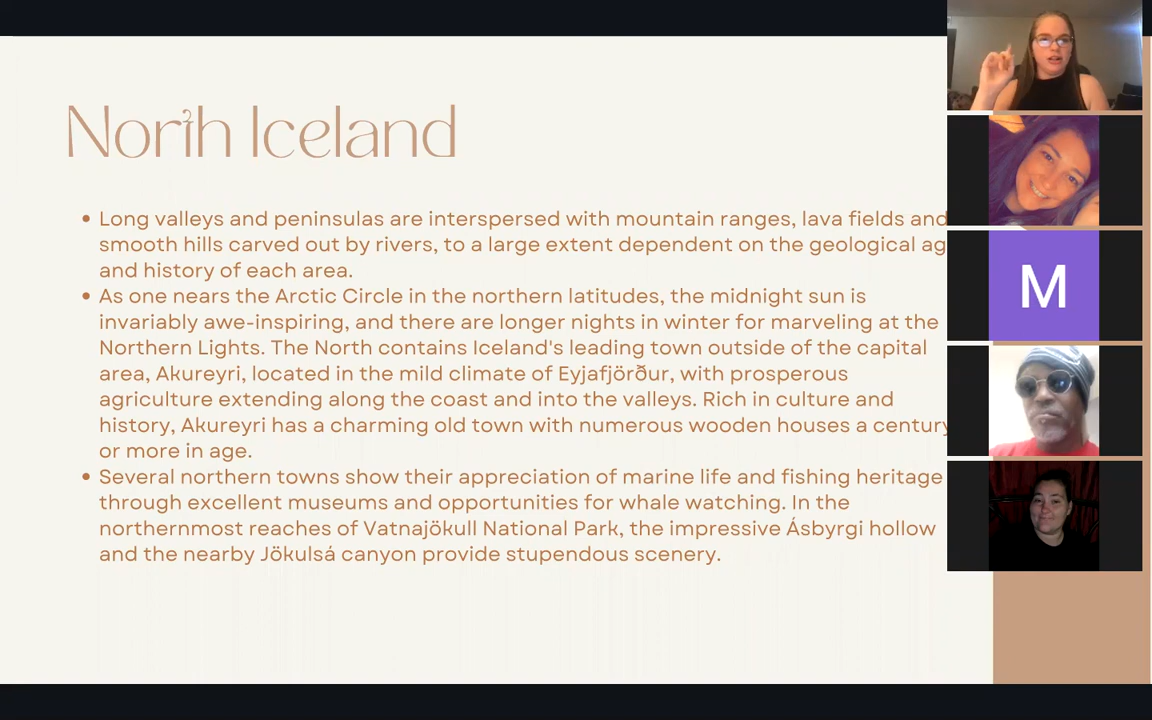 North Iceland
• Long valleys and peninsulas are interspersed with mountain ranges, lava fields and
smooth hills carved out by rivers, to a large extent dependent on the geological ag
and history of each area.
• As one nears the Arctic Circle in the northern latitudes, the midnight sun is
invariably awe-inspiring, and there are longer nights in winter for marveling at the
Northern Lights. The North contains Iceland's leading town outside of the capital
area, Akureyri, located in the mild climate of Eyjafjörður, with prosperous
agriculture extending along the coast and into the valleys. Rich in culture and
history, Akureyri has a charming old town with numerous wooden houses a century
or more in age.
• Several northern towns show their appreciation of marine life and fishing heritage
through excellent museums and opportunities for whale watching. In the
northernmost reaches of Vatnajökull National Park, the impressive Ásbyrgi hollow
and the nearby Jökulsá canyon provide stupendous scenery.
M